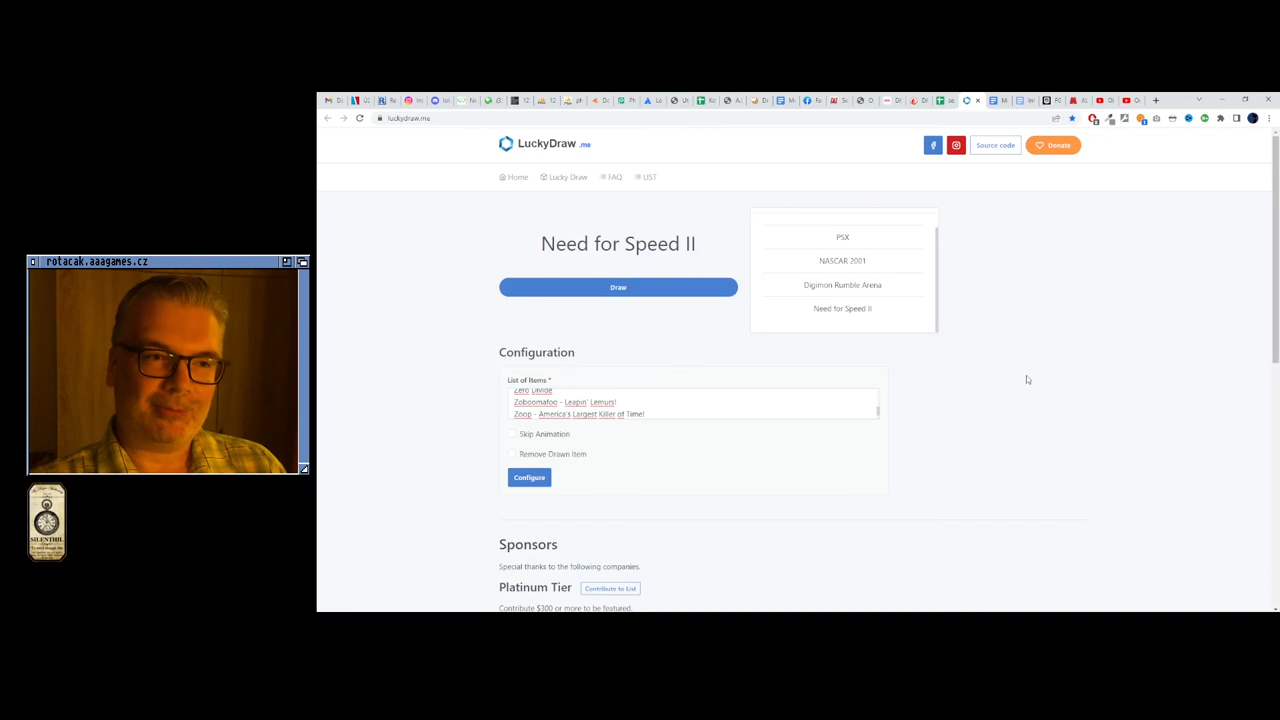 luckydraw.me
rotacak.aaagames.cz
LuckyDraw .me
Source code
Donate
Home
Lucky Draw
FAQ
LIST
Need for Speed II
Draw
PSX
NASCAR 2001
Digimon Rumble Arena
Need for Speed II
Configuration
List of Items *
Zero Divide
Zoboomafoo - Leapin' Lemurs!
Zoop - America's Largest Killer of Time!
Skip Animation
Remove Drawn Item
Configure
SILENTHILL
Sponsors
Special thanks to the following companies.
Platinum Tier
Contribute to List
Contribute $300 or more to be featured.